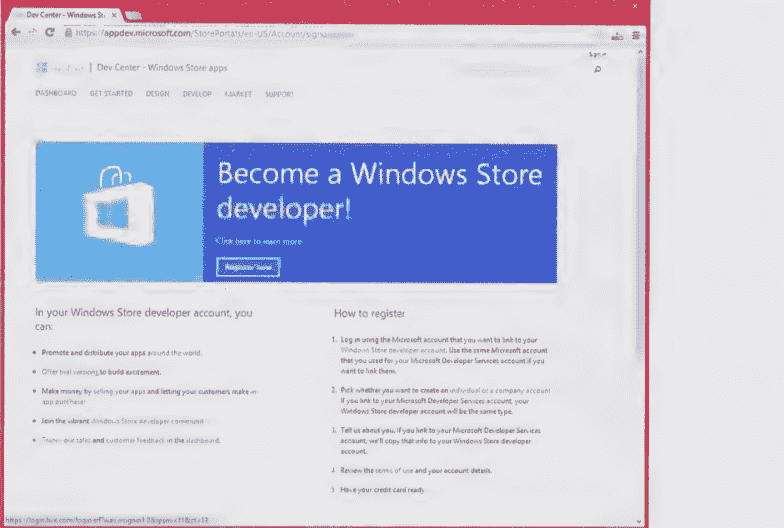 Dev Center - Windows St
https://appdev.microsoft.com/StorePortals/en-US/Account/signu
Sign in
| Dev Center - Windows Store apps
DASHBOARD GET STARTED DESIGN DEVELOP MARKET SUPPORT
Become a Windows Store
developer!
Click here to learn more
Register now
In your Windows Store developer account, you
can:
Promote and distribute your apps around the world.
Offer trial versions to build excitement.
Make money by selling your apps and letting your customers make in-
app purchases
Join the vibrant Windows Store developer community
your sales and customer feedback in the dashboard.
How to register
1. Log in using the Microsoft account that you want to link to your
Windows Store developer account. Use the same Microsoft account
that you used for your Microsoft Developer Services account if you
want to link them.
2. Pick whether you want to create an individual or a company account
If you link to your Microsoft Developer Services account, your
Windows Store developer account will be the same type.
3. Tell us about you. If you link to your Microsoft Developer Services
account, we'll copy that info to your Windows Store developer
account.
4. Review the terms of use and your account details.
5. Have your credit card ready